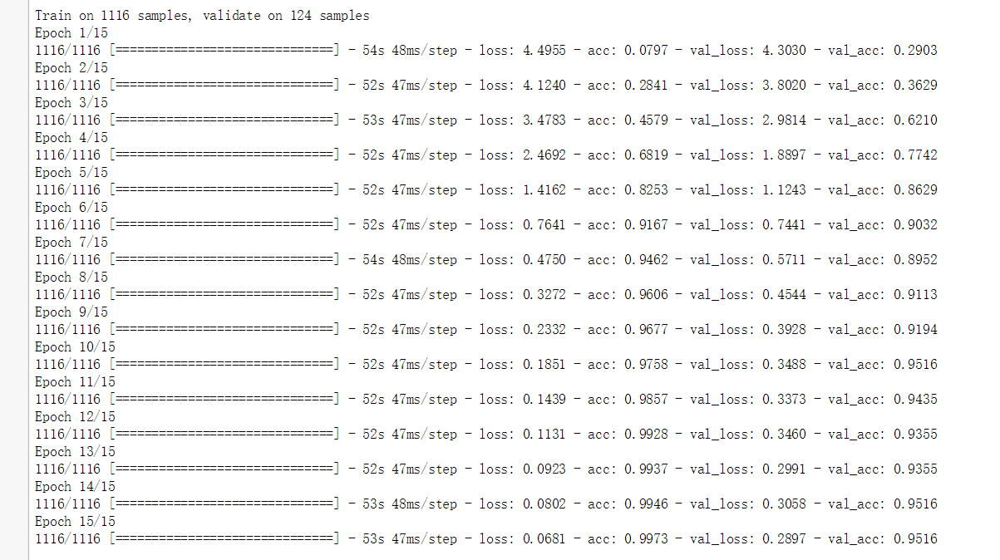 Train on 1116 samples, validate on 124 samples
Epoch 1/15
1116/1116 [==============================] - 54s 48ms/step - loss: 4.4955 - acc: 0.0797 - val_loss: 4.3030 - val_acc: 0.2903
Epoch 2/15
1116/1116 [==============================] - 52s 47ms/step - loss: 4.1240 - acc: 0.2841 - val_loss: 3.8020 - val_acc: 0.3629
Epoch 3/15
1116/1116 [==============================] - 53s 47ms/step - loss: 3.4783 - acc: 0.4579 - val_loss: 2.9814 - val_acc: 0.6210
Epoch 4/15
1116/1116 [==============================] - 52s 47ms/step - loss: 2.4692 - acc: 0.6819 - val_loss: 1.8897 - val_acc: 0.7742
Epoch 5/15
1116/1116 [==============================] - 52s 47ms/step - loss: 1.4162 - acc: 0.8253 - val_loss: 1.1243 - val_acc: 0.8629
Epoch 6/15
1116/1116 [==============================] - 52s 47ms/step - loss: 0.7641 - acc: 0.9167 - val_loss: 0.7441 - val_acc: 0.9032
Epoch 7/15
1116/1116 [==============================] - 54s 48ms/step - loss: 0.4750 - acc: 0.9462 - val_loss: 0.5711 - val_acc: 0.8952
Epoch 8/15
1116/1116 [==============================] - 52s 47ms/step - loss: 0.3272 - acc: 0.9606 - val_loss: 0.4544 - val_acc: 0.9113
Epoch 9/15
1116/1116 [==============================] - 52s 47ms/step - loss: 0.2332 - acc: 0.9677 - val_loss: 0.3928 - val_acc: 0.9194
Epoch 10/15
1116/1116 [==============================] - 52s 47ms/step - loss: 0.1851 - acc: 0.9758 - val_loss: 0.3488 - val_acc: 0.9516
Epoch 11/15
1116/1116 [==============================] - 52s 47ms/step - loss: 0.1439 - acc: 0.9857 - val_loss: 0.3373 - val_acc: 0.9435
Epoch 12/15
1116/1116 [==============================] - 52s 47ms/step - loss: 0.1131 - acc: 0.9928 - val_loss: 0.3460 - val_acc: 0.9355
Epoch 13/15
1116/1116 [==============================] - 52s 47ms/step - loss: 0.0923 - acc: 0.9937 - val_loss: 0.2991 - val_acc: 0.9355
Epoch 14/15
1116/1116 [==============================] - 53s 48ms/step - loss: 0.0802 - acc: 0.9946 - val_loss: 0.3058 - val_acc: 0.9516
Epoch 15/15
1116/1116 [==============================] - 53s 47ms/step - loss: 0.0681 - acc: 0.9973 - val_loss: 0.2897 - val_acc: 0.9516